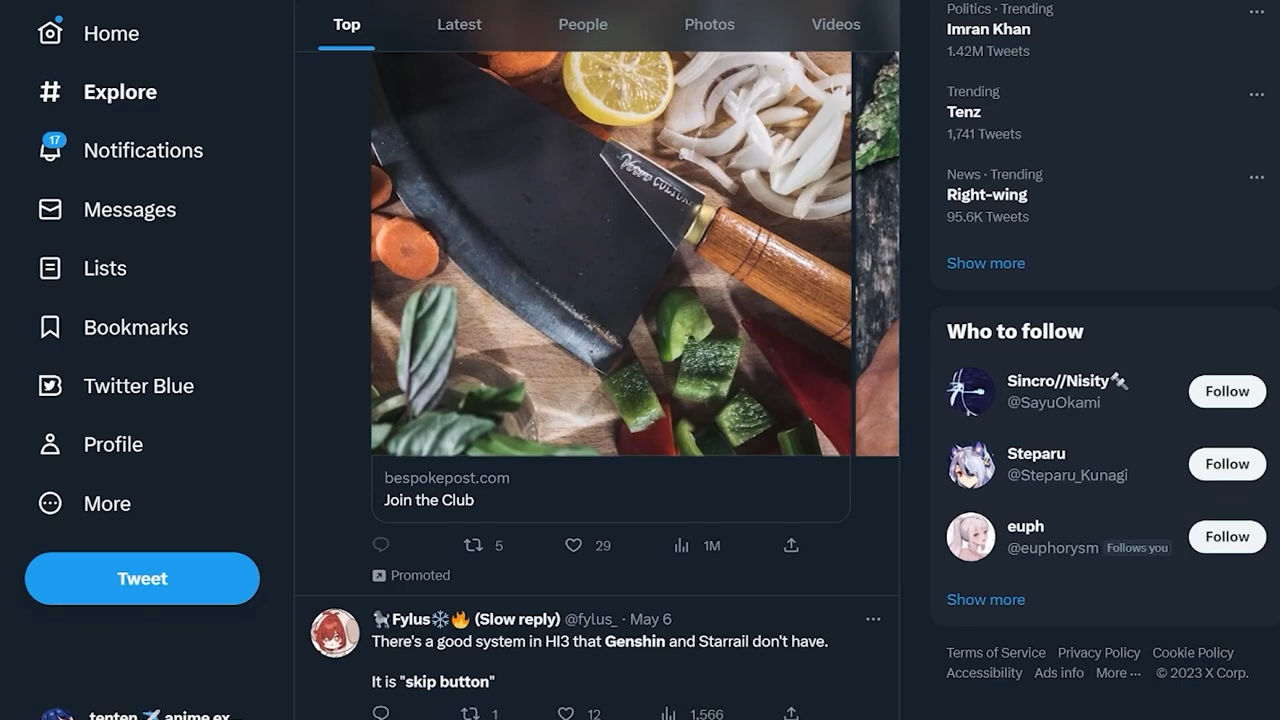 Home
Explore
17
Notifications
Messages
Lists
Bookmarks
Twitter Blue
Profile
More
Tweet
tenten ✈️ anime ex
Top
Latest
People
Photos
Videos
bespokepost.com
Join the Club
5
29
1M
Promoted
🐩Fylus❄️🔥 (Slow reply) @fylus_ · May 6
There's a good system in HI3 that Genshin and Starrail don't have.
It is "skip button"
1
12
1,566
Politics · Trending
Imran Khan
1.42M Tweets
Trending
Tenz
1,741 Tweets
News · Trending
Right-wing
95.6K Tweets
Show more
Who to follow
Sincro//Nisity🛰️
@SayuOkami
Follow
Steparu
@Steparu_Kunagi
Follow
euph
@euphorysm Follows you
Follow
Show more
Terms of Service Privacy Policy Cookie Policy
Accessibility Ads info More ··· © 2023 X Corp.